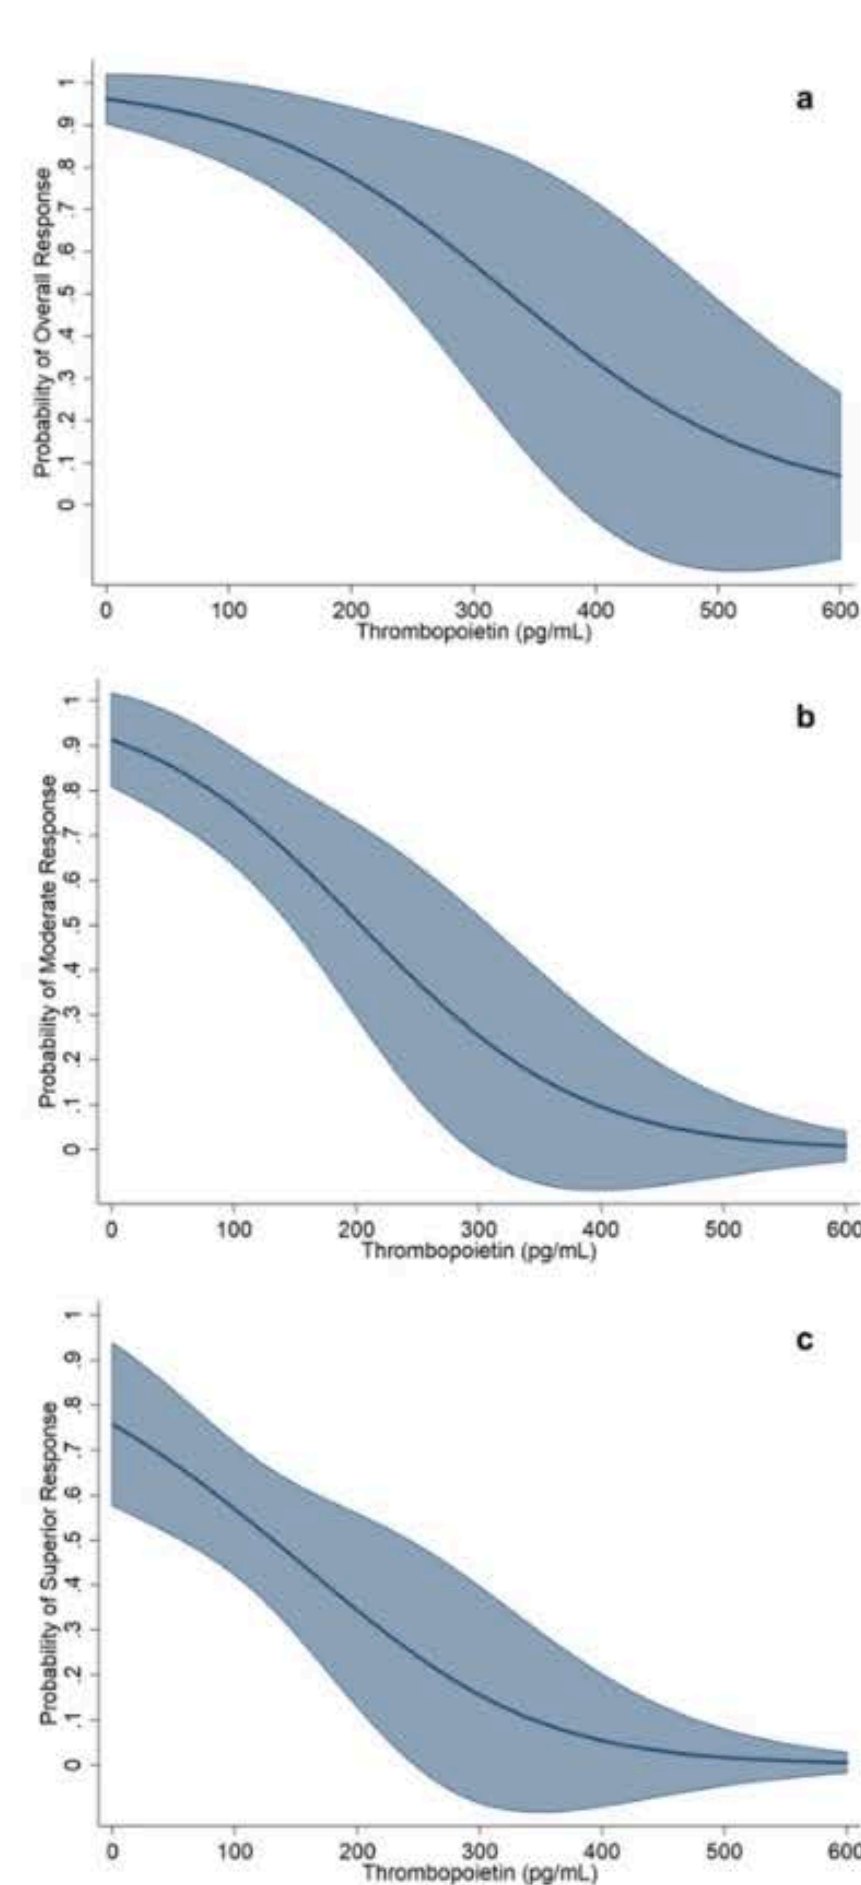 a
Probability of Overall Response
1
.9
.8
.7
.6
.5
.4
.3
.2
.1
0
0 100 200 300 400 500 600
Thrombopoietin (pg/mL)
b
Probability of Moderate Response
1
.9
.8
.7
.6
.5
.4
.3
.2
.1
0
0 100 200 300 400 500 600
Thrombopoietin (pg/mL)
c
Probability of Superior Response
1
.9
.8
.7
.6
.5
.4
.3
.2
.1
0
0 100 200 300 400 500 600
Thrombopoietin (pg/mL)